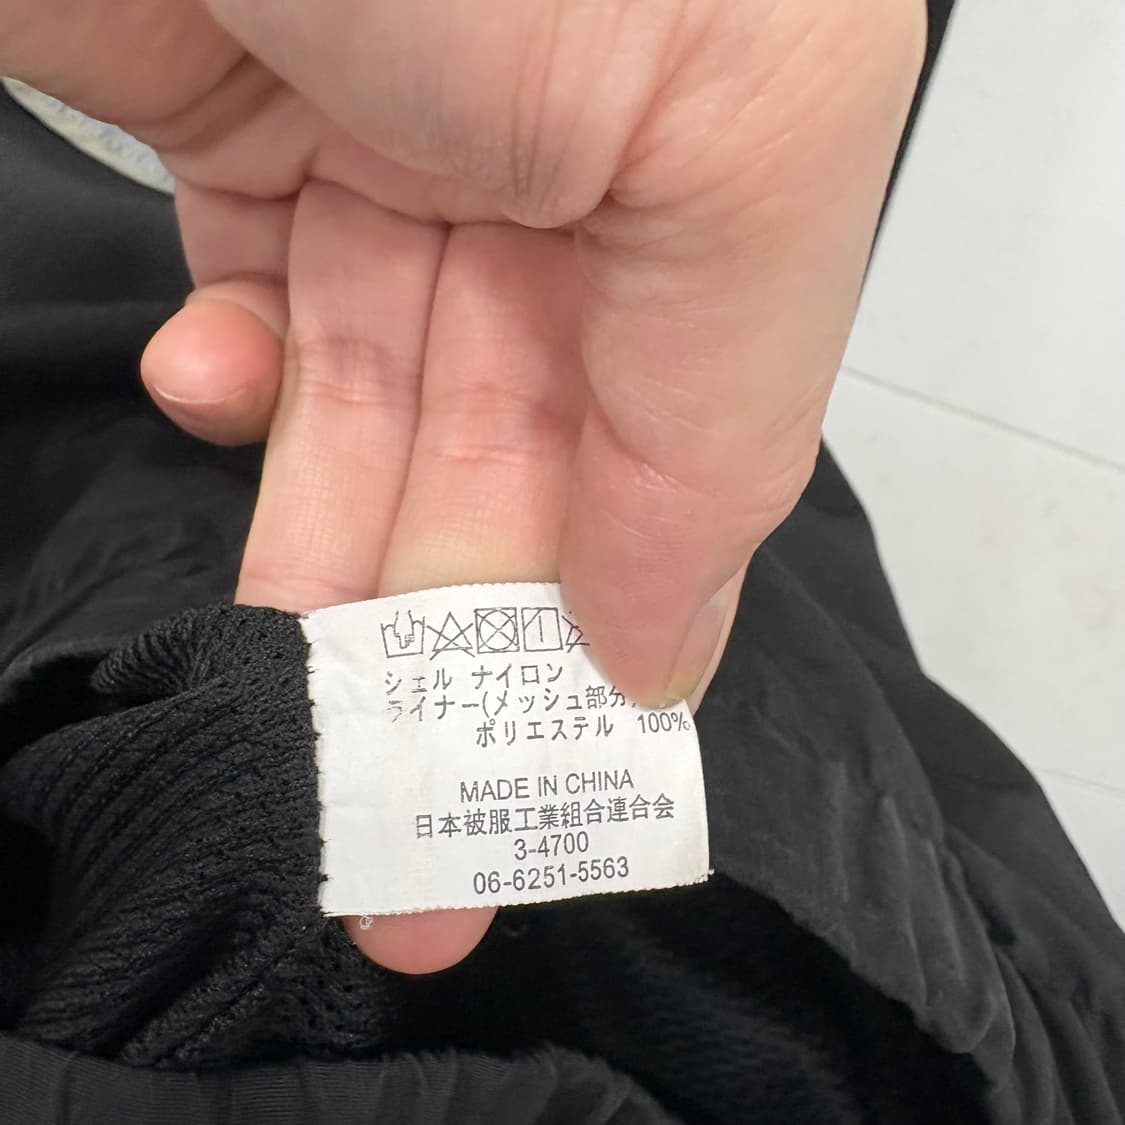 シェル ナイロン
ライナー(メッシュ部分)
ポリエステル 100%
MADE IN CHINA
日本被服工業組合連合会
3-4700
06-6251-5563